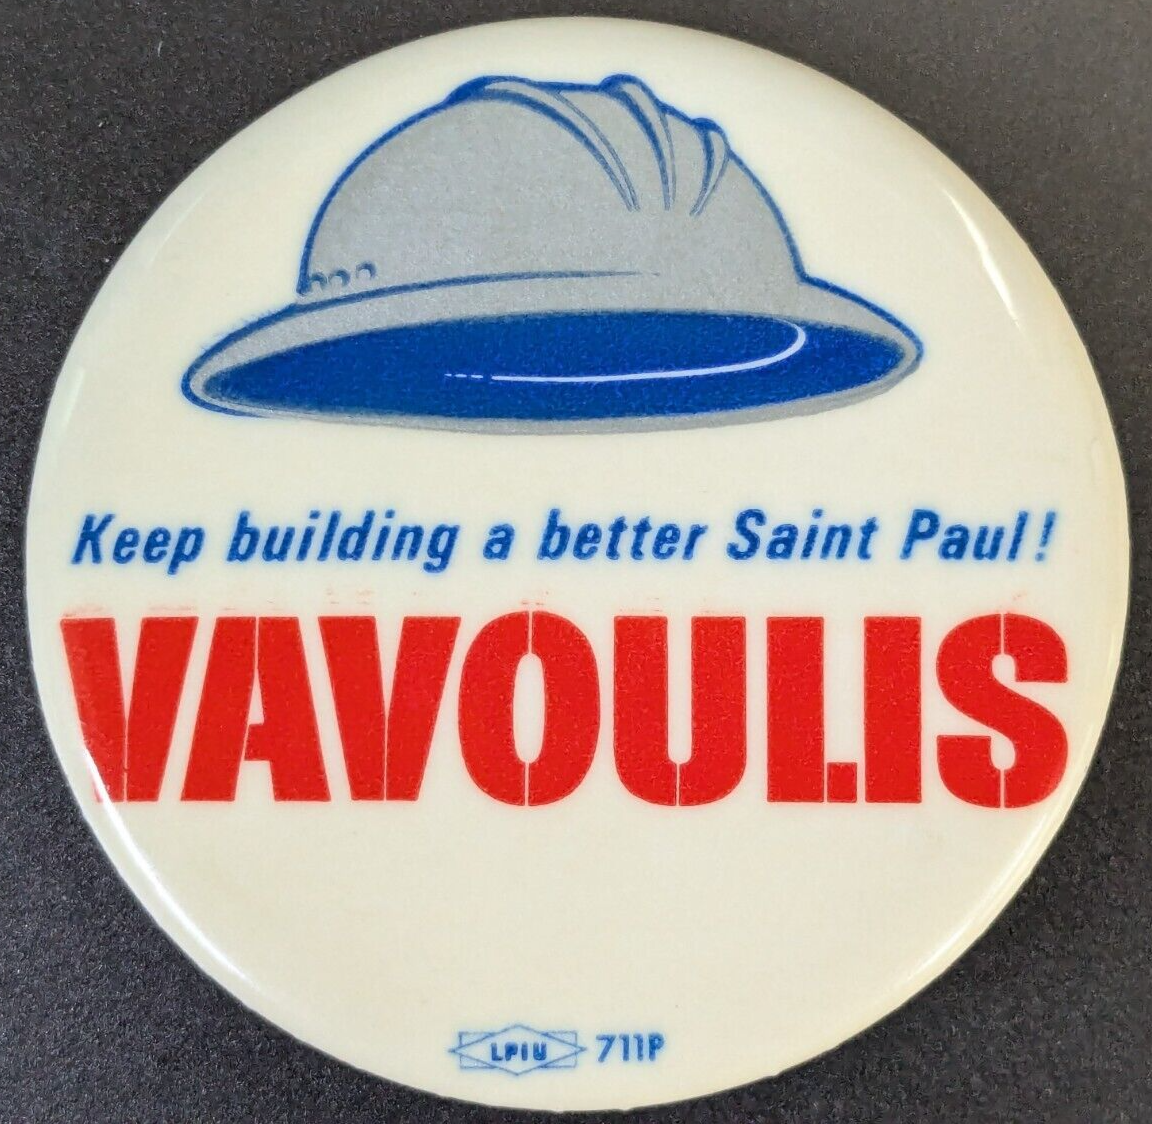 Keep building a better Saint Paul!
VAVOULIS
LPIU 711P